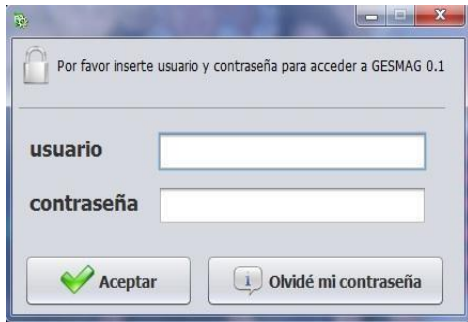 Por favor inserte usuario y contraseña para acceder a GESMAG 0.1
usuario
contraseña
Aceptar
Olvidé mi contraseña